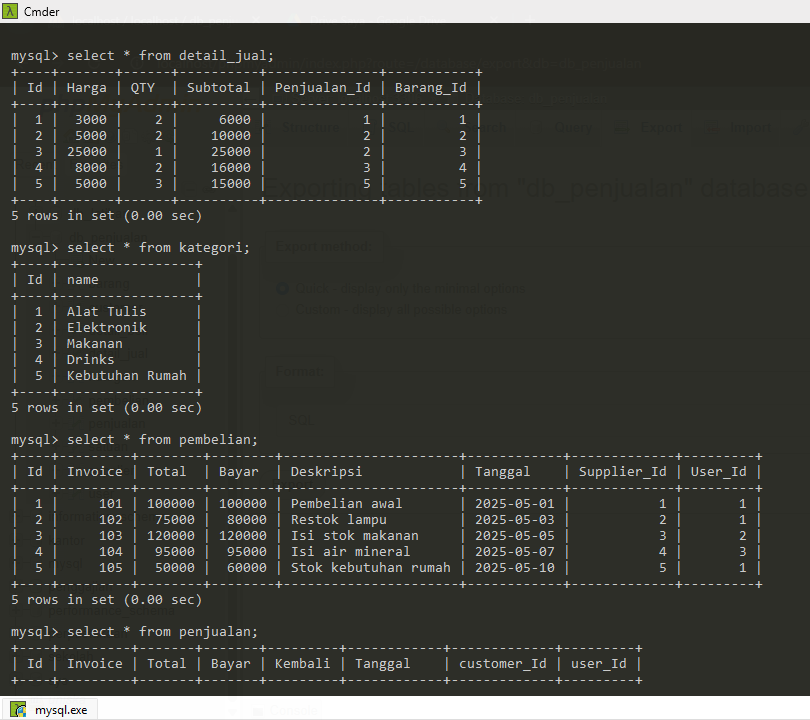 Cmder
mysql> select * from detail_jual;
+----+-------+------+----------+--------------+-----------+
| Id | Harga | QTY  | Subtotal | Penjualan_Id | Barang_Id |
+----+-------+------+----------+--------------+-----------+
|  1 |  3000 |    2 |     6000 |            1 |         1 |
|  2 |  5000 |    2 |    10000 |            2 |         2 |
|  3 | 25000 |    1 |    25000 |            2 |         3 |
|  4 |  8000 |    2 |    16000 |            3 |         4 |
|  5 |  5000 |    3 |    15000 |            5 |         5 |
+----+-------+------+----------+--------------+-----------+
5 rows in set (0.00 sec)
mysql> select * from kategori;
+----+-----------------+
| Id | name            |
+----+-----------------+
|  1 | Alat Tulis      |
|  2 | Elektronik      |
|  3 | Makanan         |
|  4 | Drinks          |
|  5 | Kebutuhan Rumah |
+----+-----------------+
5 rows in set (0.00 sec)
mysql> select * from pembelian;
+----+---------+--------+--------+----------------------+------------+-------------+---------+
| Id | Invoice | Total  | Bayar  | Deskripsi            | Tanggal    | Supplier_Id | User_Id |
+----+---------+--------+--------+----------------------+------------+-------------+---------+
|  1 |     101 | 100000 | 100000 | Pembelian awal       | 2025-05-01 |           1 |       1 |
|  2 |     102 |  75000 |  80000 | Restok lampu         | 2025-05-03 |           2 |       1 |
|  3 |     103 | 120000 | 120000 | Isi stok makanan     | 2025-05-05 |           3 |       2 |
|  4 |     104 |  95000 |  95000 | Isi air mineral      | 2025-05-07 |           4 |       3 |
|  5 |     105 |  50000 |  60000 | Stok kebutuhan rumah | 2025-05-10 |           5 |       1 |
+----+---------+--------+--------+----------------------+------------+-------------+---------+
5 rows in set (0.00 sec)
mysql> select * from penjualan;
+----+---------+-------+-------+---------+------------+-------------+---------+
| Id | Invoice | Total | Bayar | Kembali | Tanggal    | customer_Id | user_Id |
+----+---------+-------+-------+---------+------------+-------------+---------+
mysql.exe